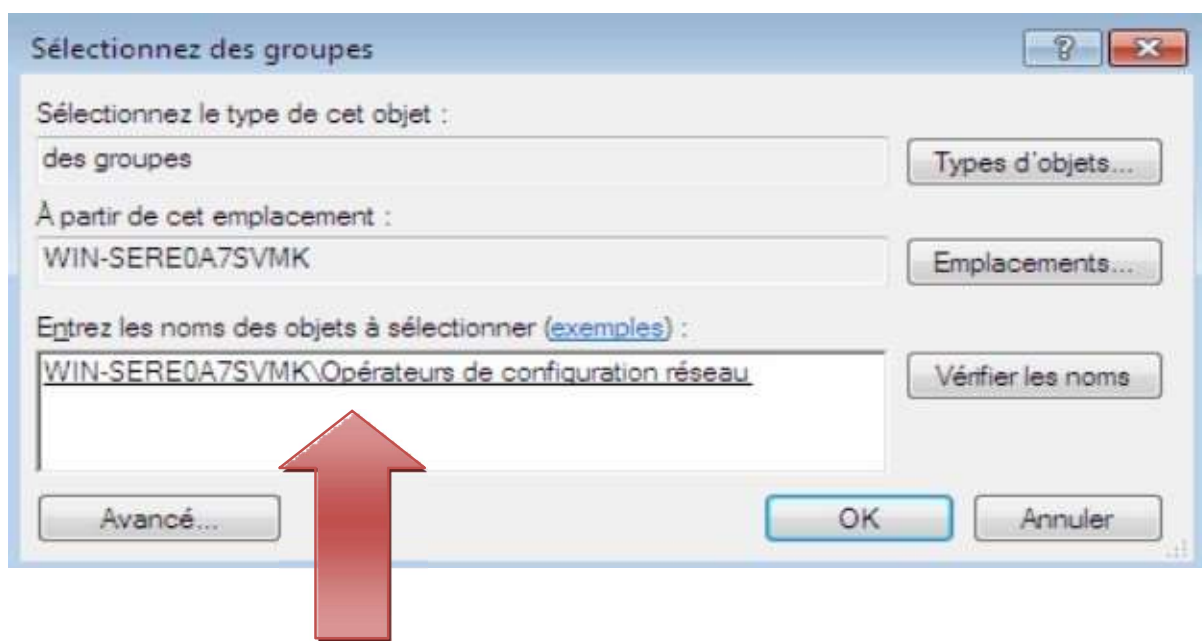 Sélectionnez des groupes
Sélectionnez le type de cet objet :
des groupes
Types d'objets...
À partir de cet emplacement :
WIN-SERE0A7SVMK
Emplacements...
Entrez les noms des objets à sélectionner (exemples) :
WIN-SERE0A7SVMK\Opérateurs de configuration réseau
Vérifier les noms
Avancé...
OK
Annuler